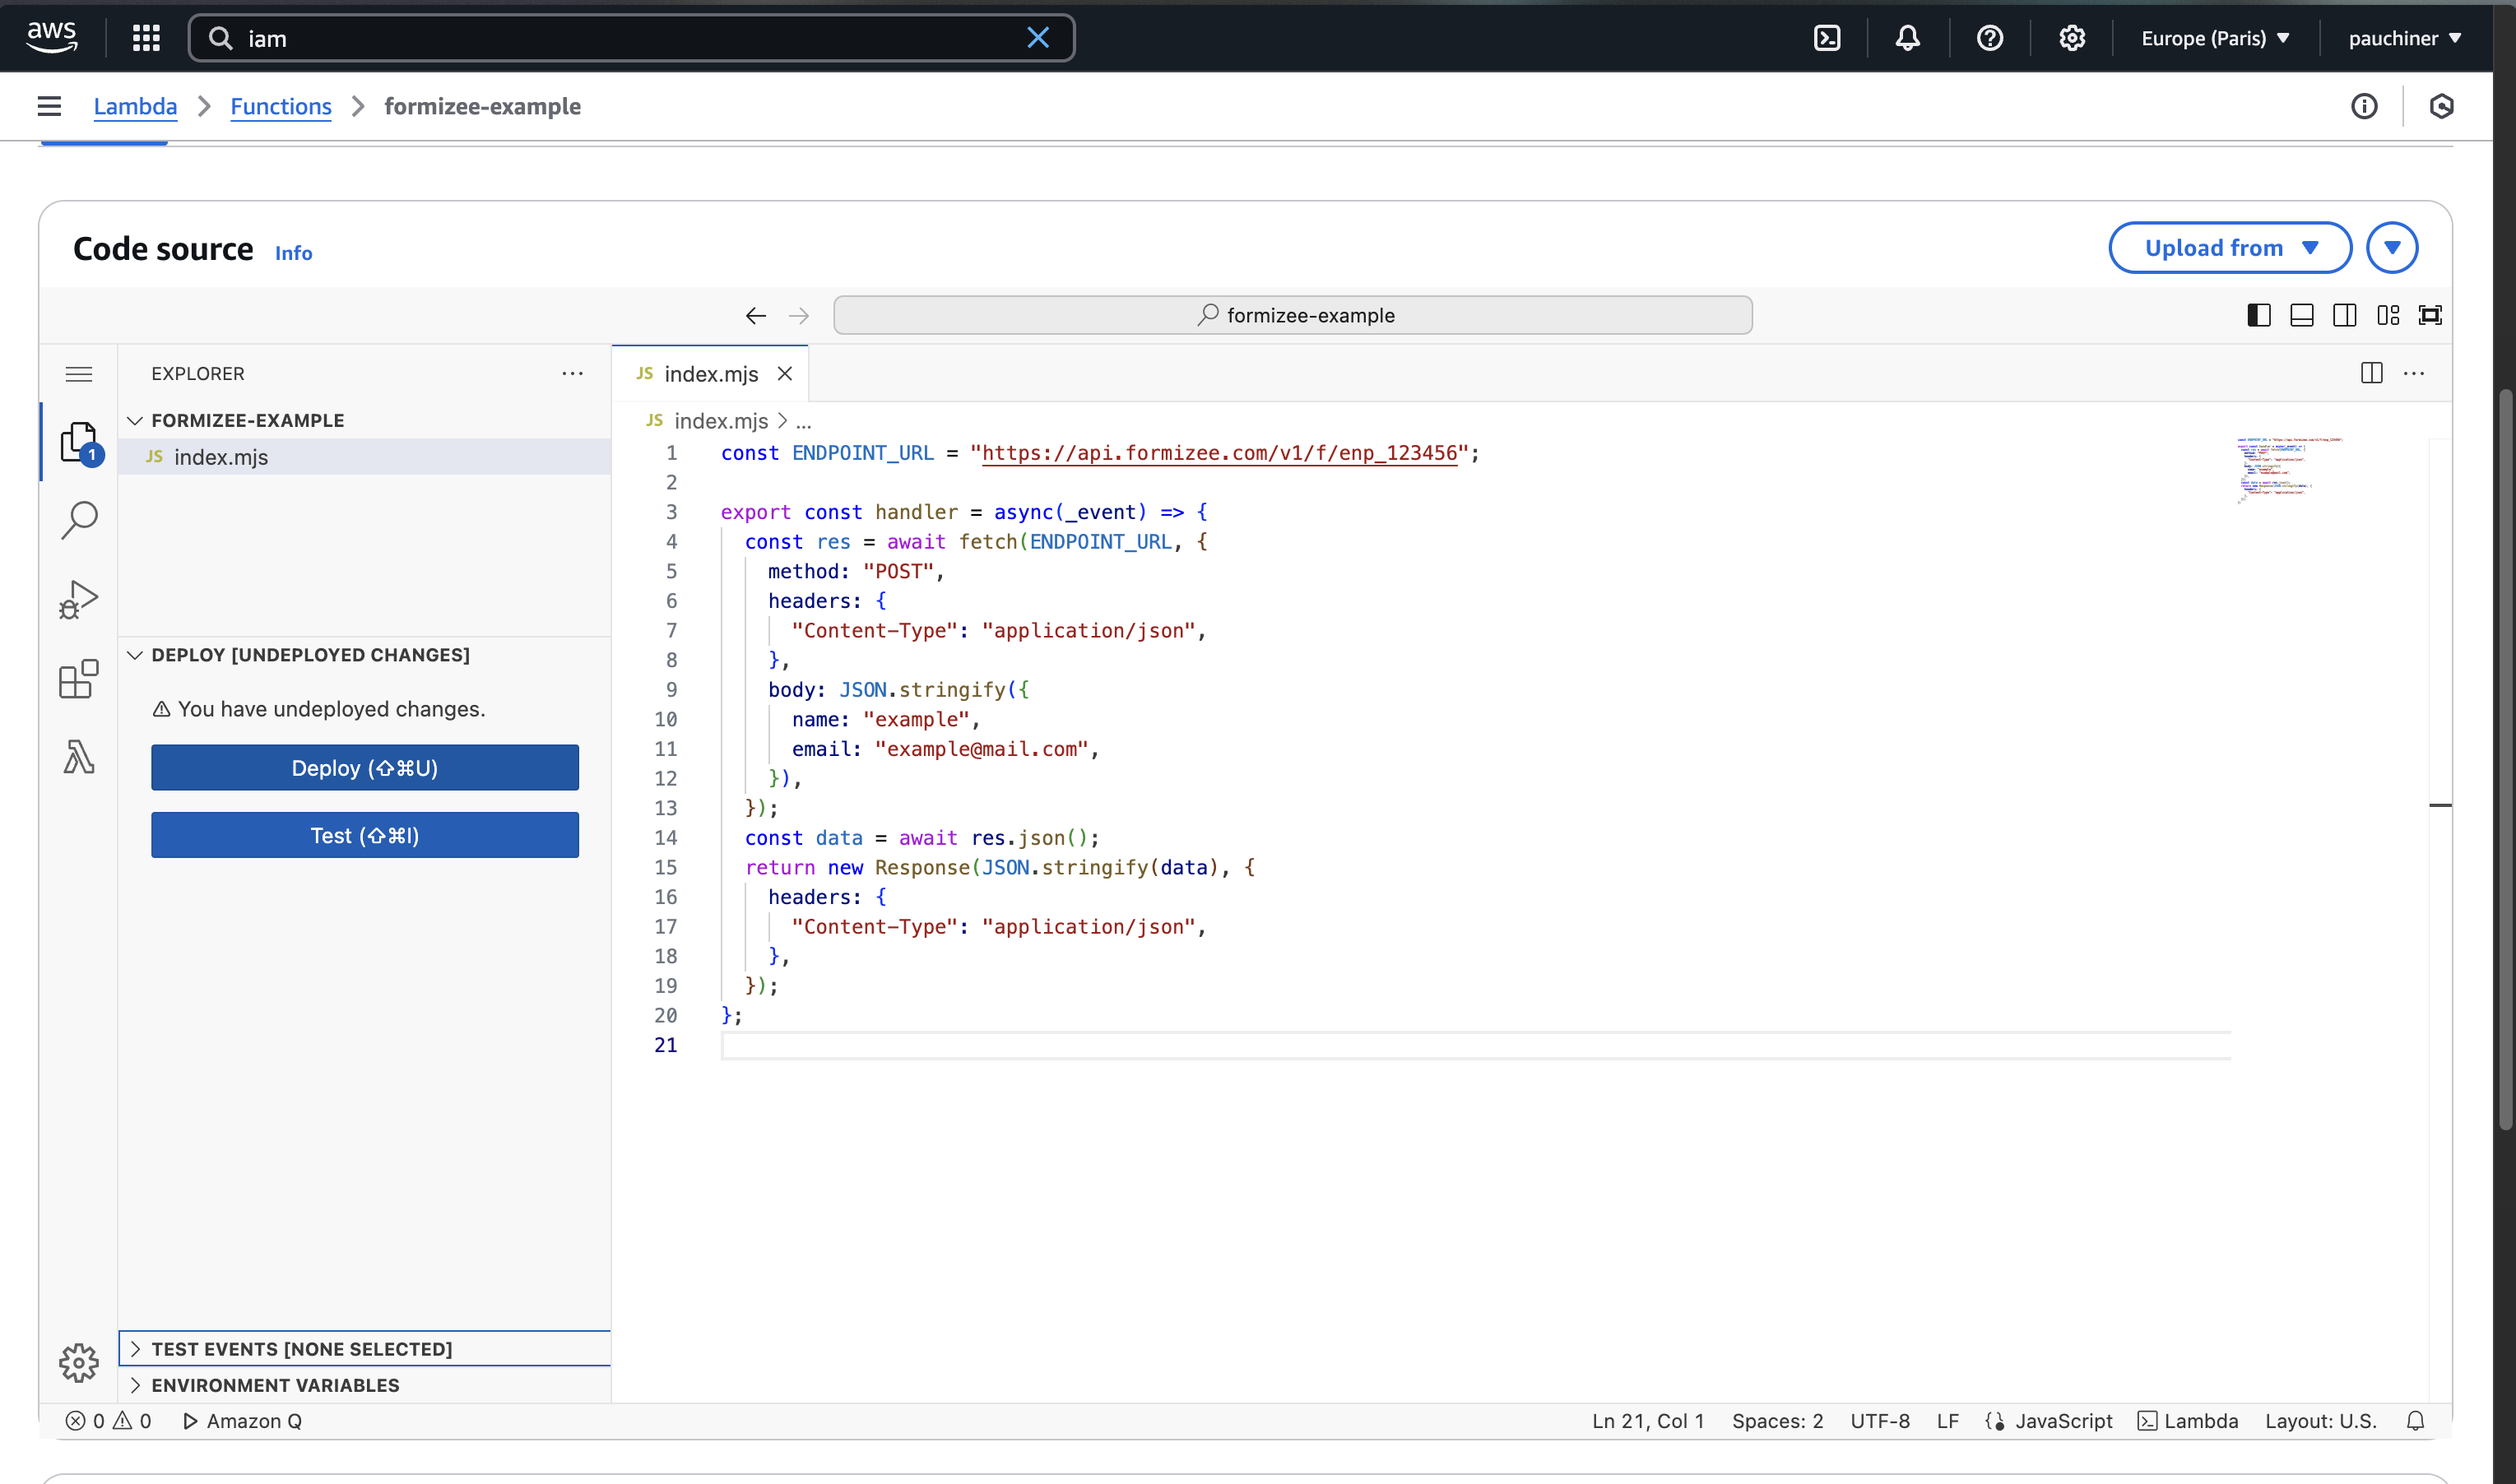 aws
iam
Europe (Paris)
pauchiner
Lambda
Functions
formizee-example
Code source
Info
Upload from
formizee-example
EXPLORER
FORMIZEE-EXAMPLE
1
JS index.mjs
DEPLOY [UNDEPLOYED CHANGES]
You have undeployed changes.
Deploy (⇧⌘U)
Test (⇧⌘I)
TEST EVENTS [NONE SELECTED]
ENVIRONMENT VARIABLES
JS index.mjs
JS index.mjs > ...
1 const ENDPOINT_URL = "https://api.formizee.com/v1/f/enp_123456";
2
3 export const handler = async(_event) => {
4 const res = await fetch(ENDPOINT_URL, {
5 method: "POST",
6 headers: {
7 "Content-Type": "application/json",
8 },
9 body: JSON.stringify({
10 name: "example",
11 email: "example@mail.com",
12 }),
13 });
14 const data = await res.json();
15 return new Response(JSON.stringify(data), {
16 headers: {
17 "Content-Type": "application/json",
18 },
19 });
20 };
21
0 0 Amazon Q
Ln 21, Col 1 Spaces: 2 UTF-8 LF JavaScript Lambda Layout: U.S.